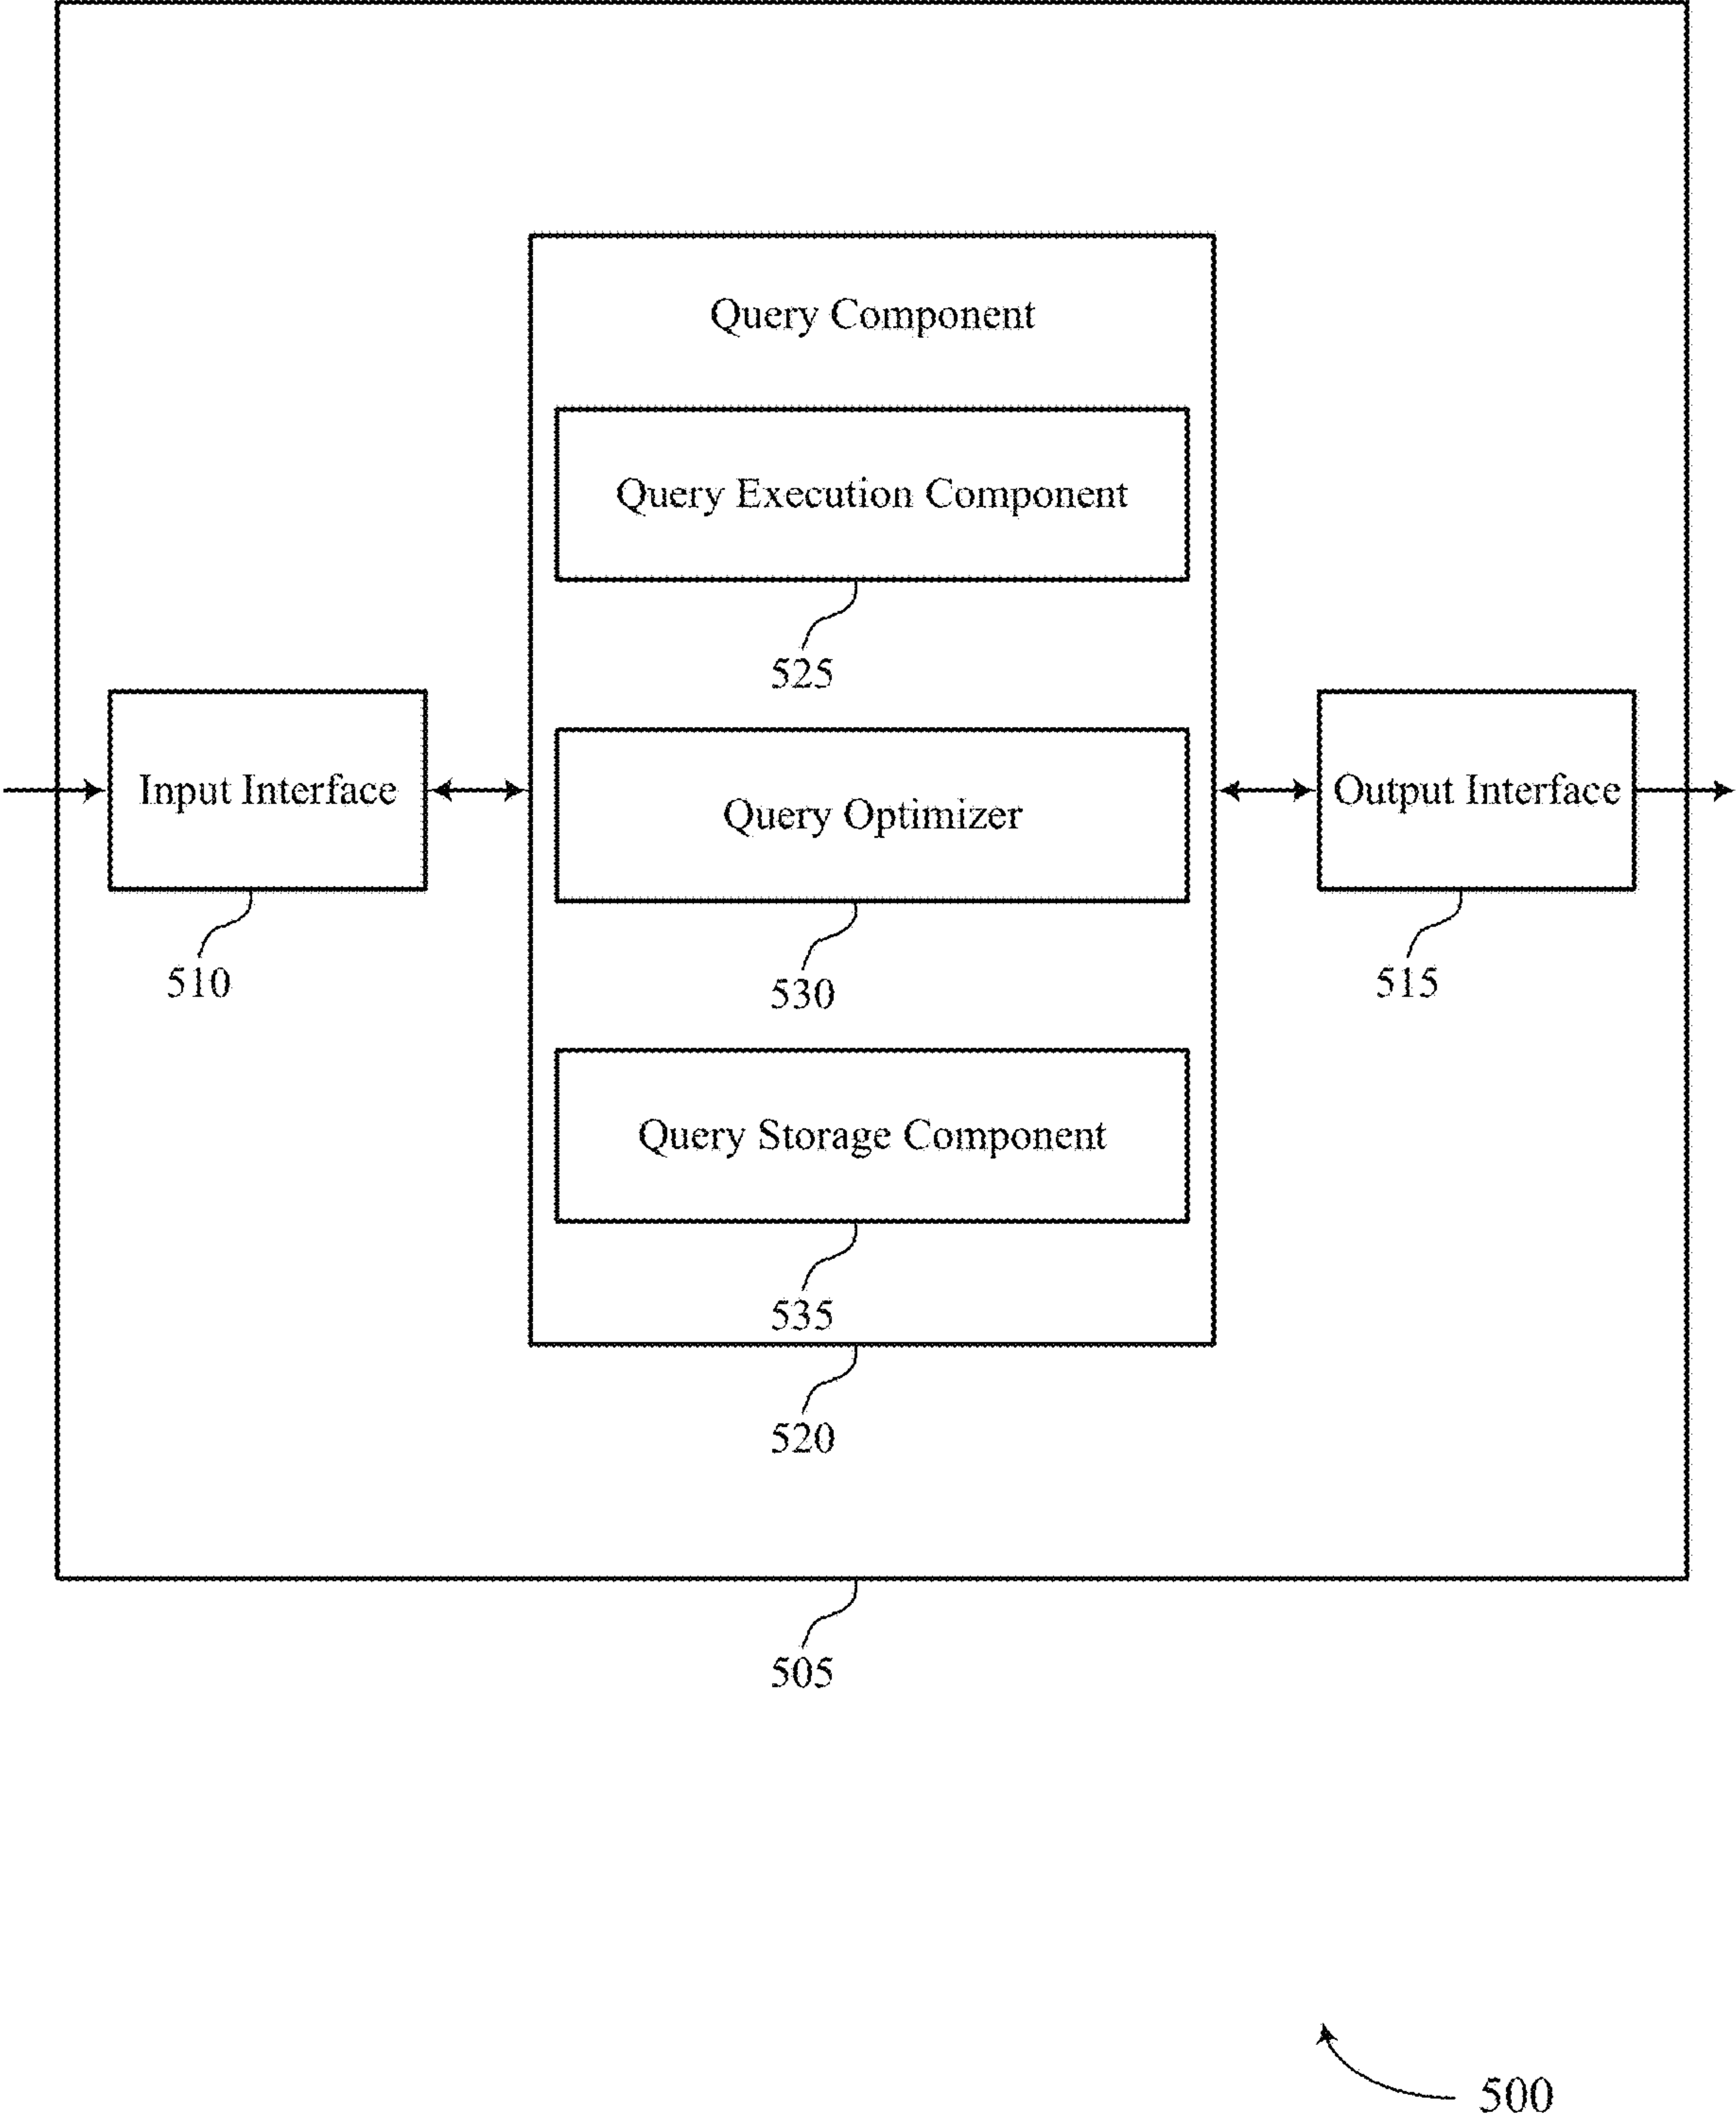 Query Component
Query Execution Component
525
Input Interface
Query Optimizer
Output Interface
510
530
515
Query Storage Component
535
520
505
500